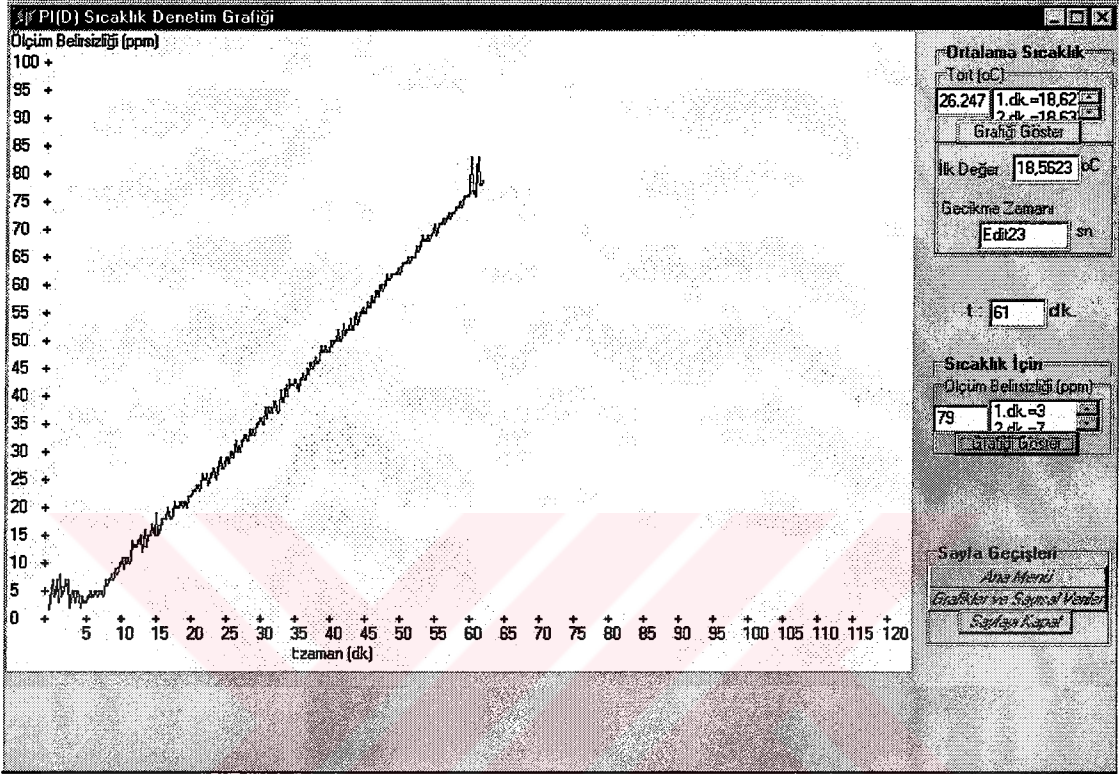 PI(D) Sıcaklık Denetim Grafiği
Ölçüm Belirsizliği (ppm)
100
95
90
85
80
75
70
65
60
55
50
45
40
35
30
25
20
15
10
5
0
5 10 15 20 25 30 35 40 45 50 55 60 65 70 75 80 85 90 95 100 105 110 115 120
t:zaman (dk)
Ortalama Sıcaklık
Tort (oC)
26.247
1.dk.=18,62
2.dk.=18,63
Grafiği Göster
İlk Değer 18,5623 oC
Gecikme Zamanı
Edit23 sn
t : 61 dk.
Sıcaklık İçin
Ölçüm Belirsizliği (ppm)
79
1.dk.=3
2.dk.=7
Grafiği Göster
Sayfa Geçişleri
Ana Menü
Grafikler ve Sayısal Veriler
Sayfayı Kapat